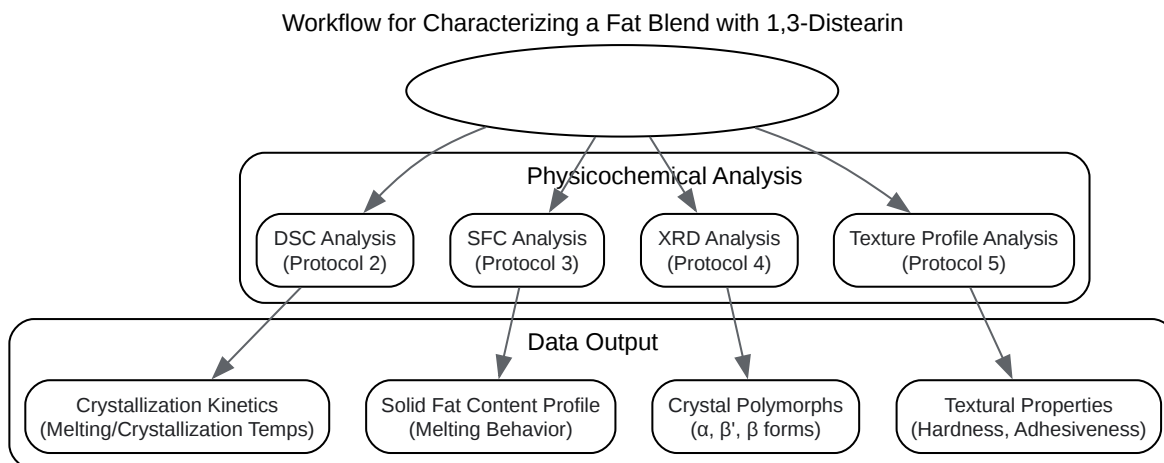 Workflow for Characterizing a Fat Blend with 1,3-Distearin
Physicochemical Analysis
DSC Analysis
(Protocol 2)
SFC Analysis
(Protocol 3)
XRD Analysis
(Protocol 4)
Texture Profile Analysis
(Protocol 5)
Data Output
Crystallization Kinetics
(Melting/Crystallization Temps)
Solid Fat Content Profile
(Melting Behavior)
Crystal Polymorphs
(α, β', β forms)
Textural Properties
(Hardness, Adhesiveness)